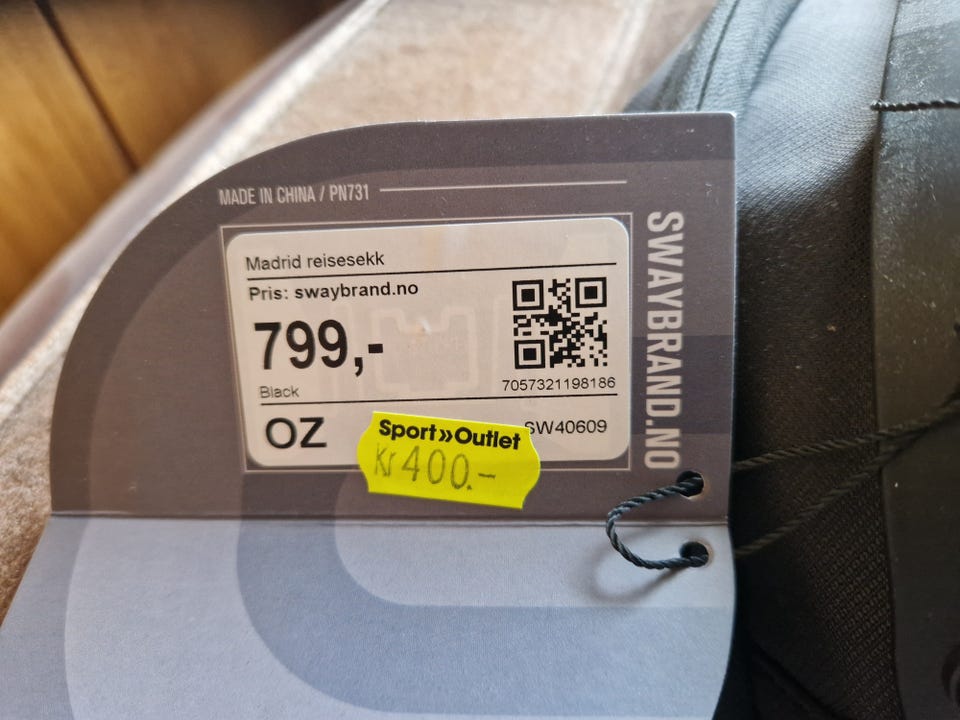 MADE IN CHINA / PN731
Madrid reisesekk
Pris: swaybrand.no
799,-
Black
7057321198186
OZ
SW40609
Sport»Outlet
Kr 400.-
SWAYBRAND.NO